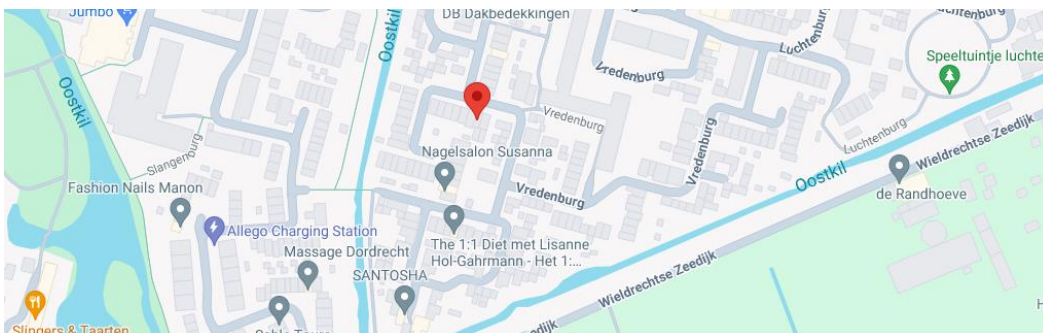 Jumbo
DB Dakbedekkingen
Oostkil
Luchtenburg
Luchtenburg
Speeltuintje luchte
Oostkil
Vredenburg
Vredenburg
Slangenburg
Nagelsalon Susanna
Vredenburg
Luchtenburg
Wieldrechtse Zeedijk
Fashion Nails Manon
Vredenburg
Oostkil
de Randhoeve
Allego Charging Station
The 1:1 Diet met Lisanne
Hol-Gahrmann - Het 1:...
Massage Dordrecht
SANTOSHA
Wieldrechtse Zeedijk
H
Slingers & Taarten
Zeedijk